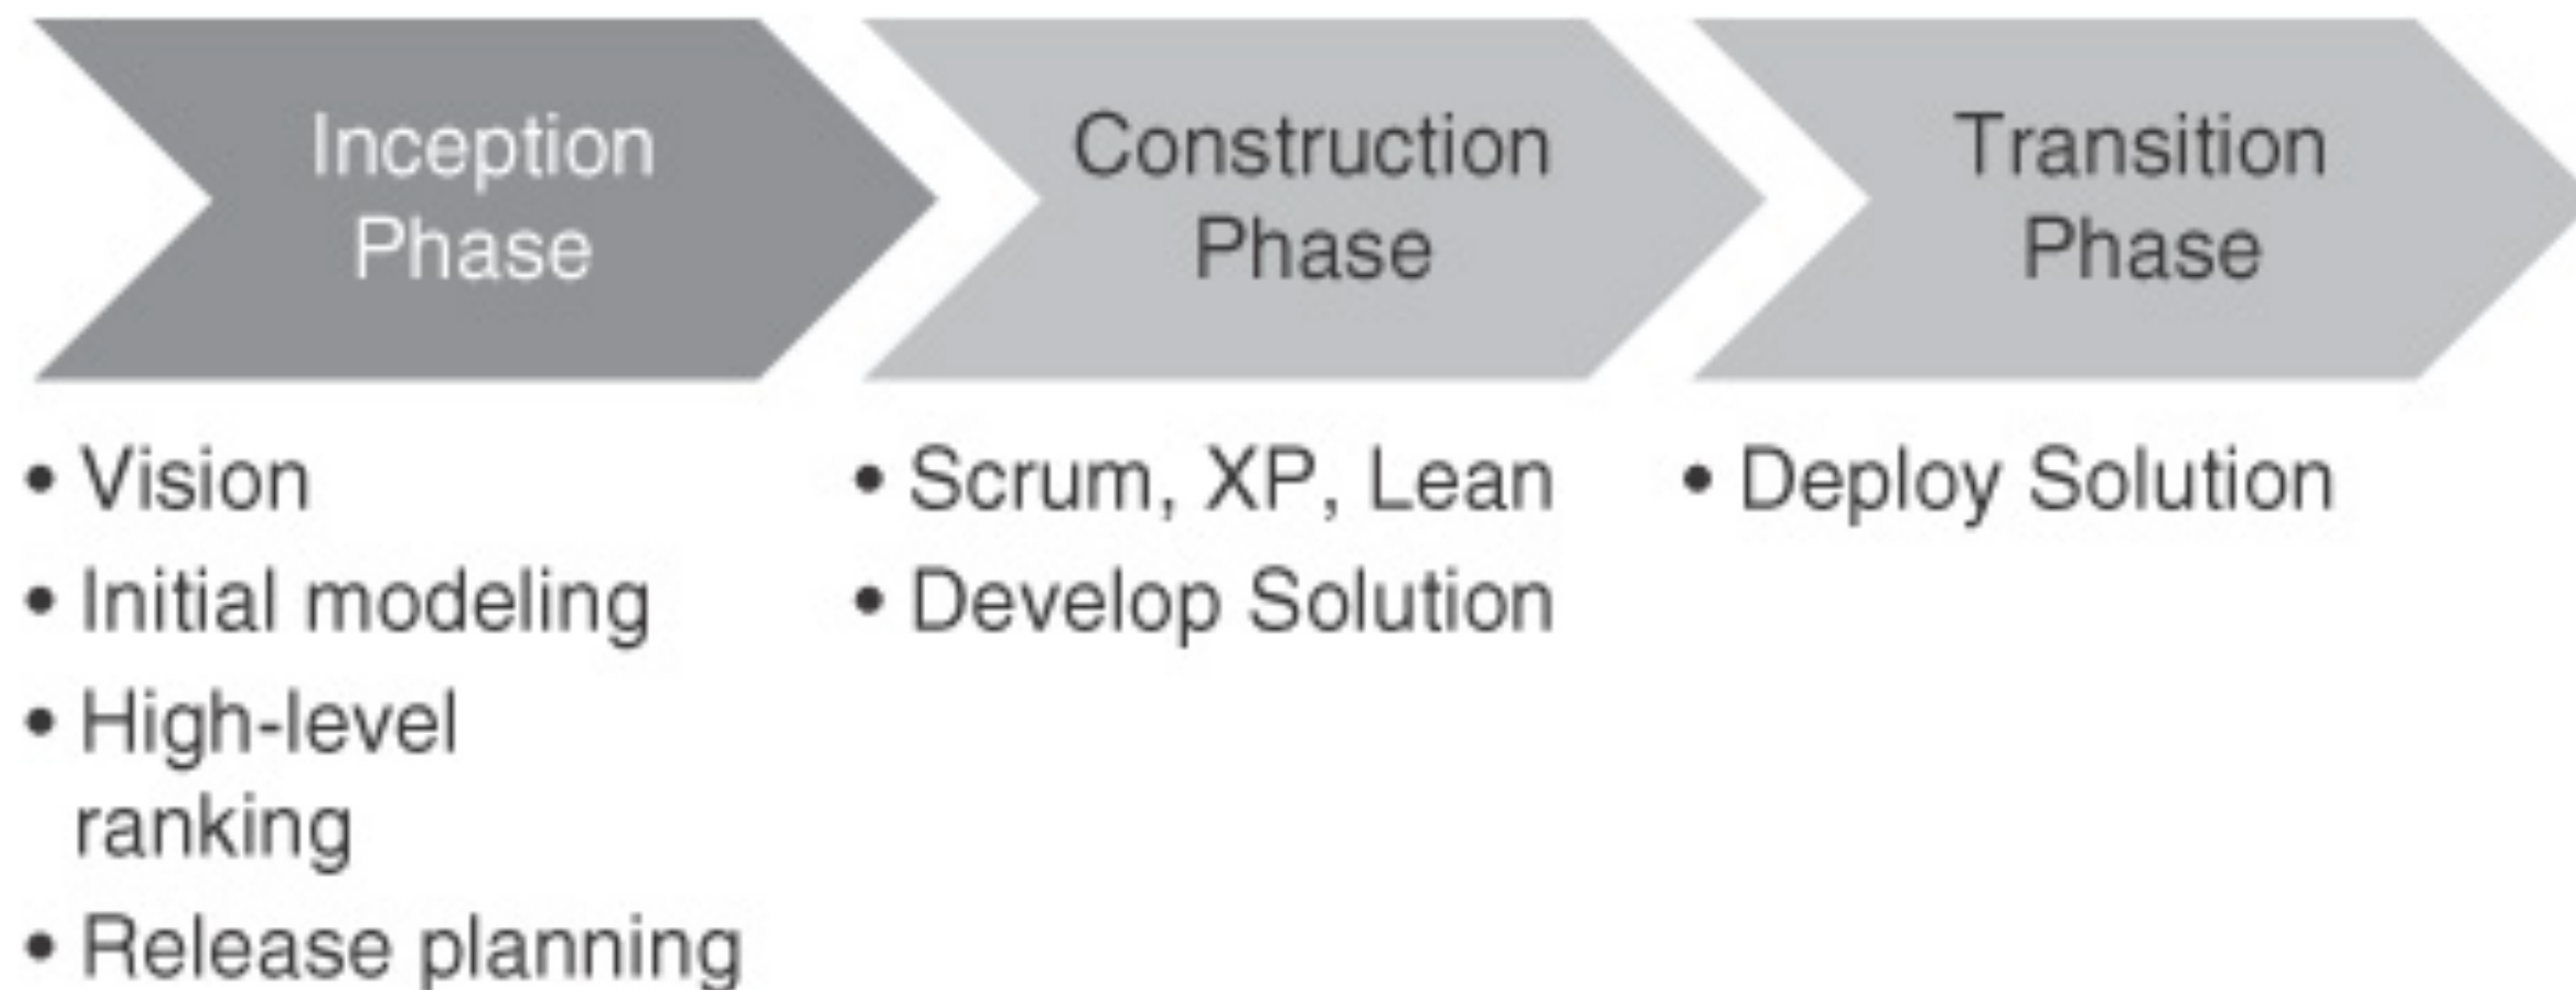 Inception
Phase
Construction
Phase
Transition
Phase
• Vision
• Initial modeling
• High-level
ranking
• Release planning
• Scrum, XP, Lean
• Develop Solution
• Deploy Solution